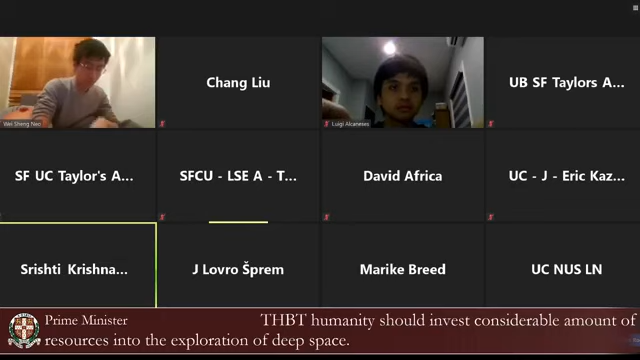 Chang Liu
UB SF Taylors A...
Wei Sheng Neo
Luigi Alcaneses
SF UC Taylor's A...
SFCU - LSE A - T...
David Africa
UC - J - Eric Kaz...
Srishti Krishna...
J Lovro Šprem
Marike Breed
UC NUS LN
Prime Minister THBT humanity should invest considerable amount of
resources into the exploration of deep space.